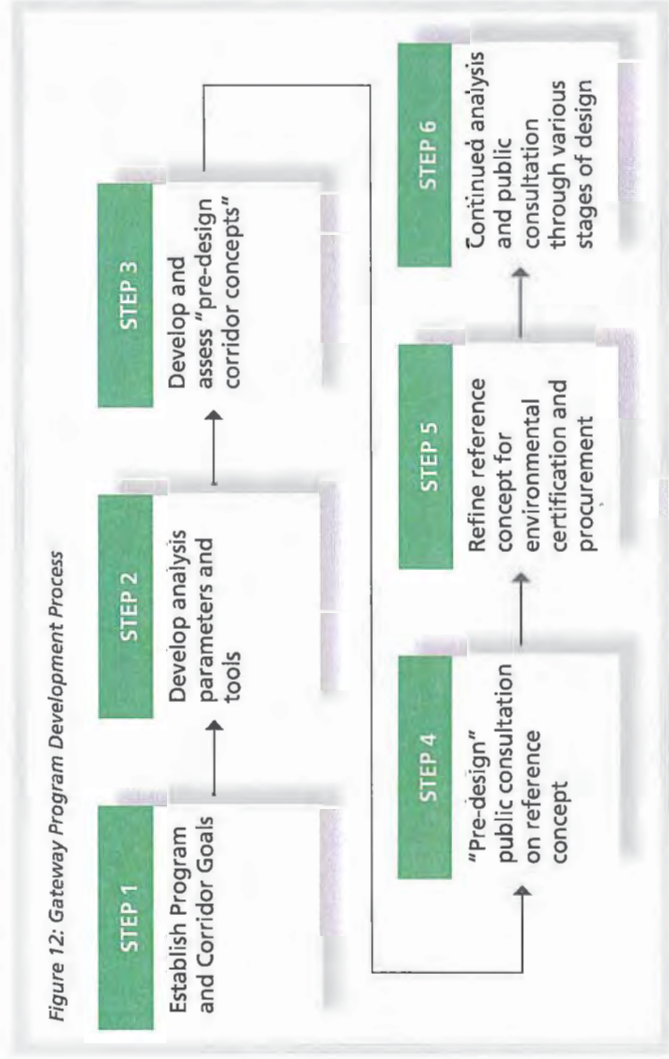 Figure 12: Gateway Program Development Process
STEP 1
Establish Program
and Corridor Goals
STEP 2
Develop analysis
parameters and
tools
STEP 3
Develop and
assess "pre-design
corridor concepts"
STEP 4
"Pre-design"
public consultation
on reference
concept
STEP 5
Refine reference
concept for
environmental
certification and
procurement
STEP 6
Continued analysis
and public
consultation
through various
stages of design